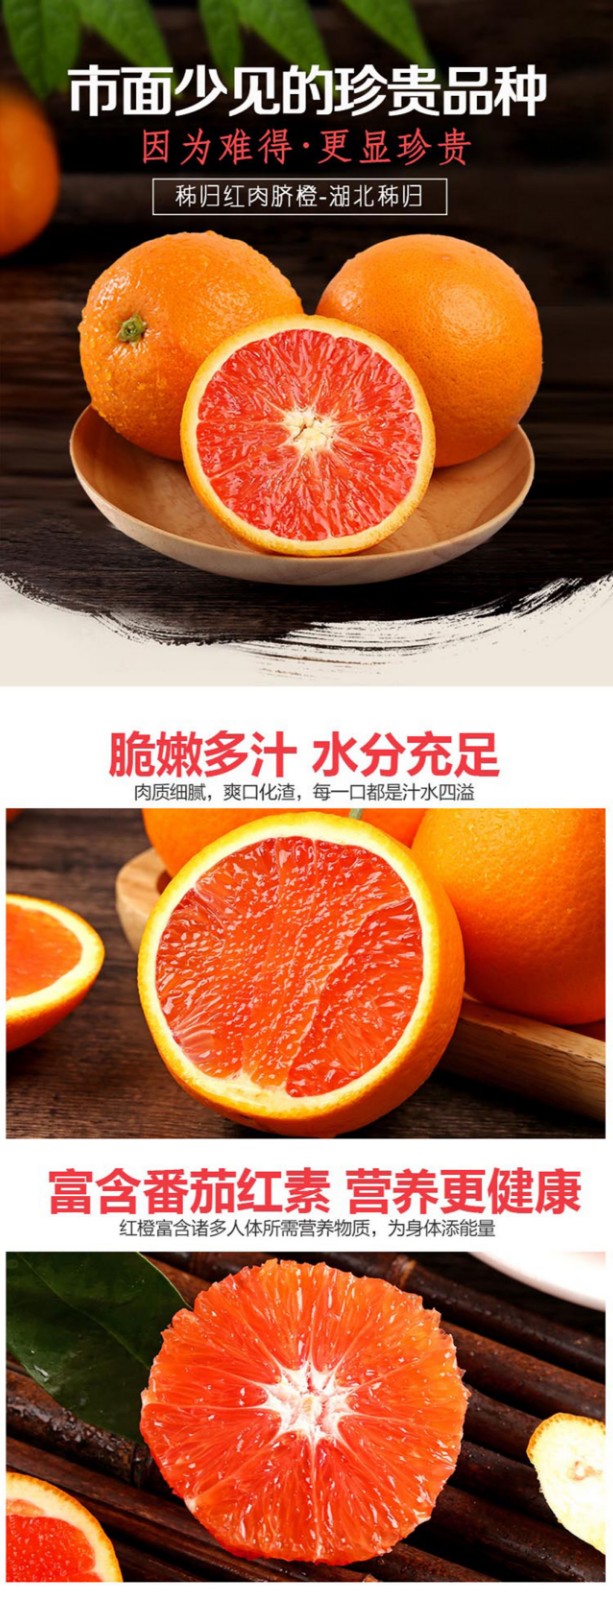 市面少见的珍贵品种
因为难得·更显珍贵
秭归红肉脐橙-湖北秭归
脆嫩多汁 水分充足
肉质细腻，爽口化渣，每一口都是汁水四溢
富含番茄红素 营养更健康
红橙富含诸多人体所需营养物质，为身体添能量